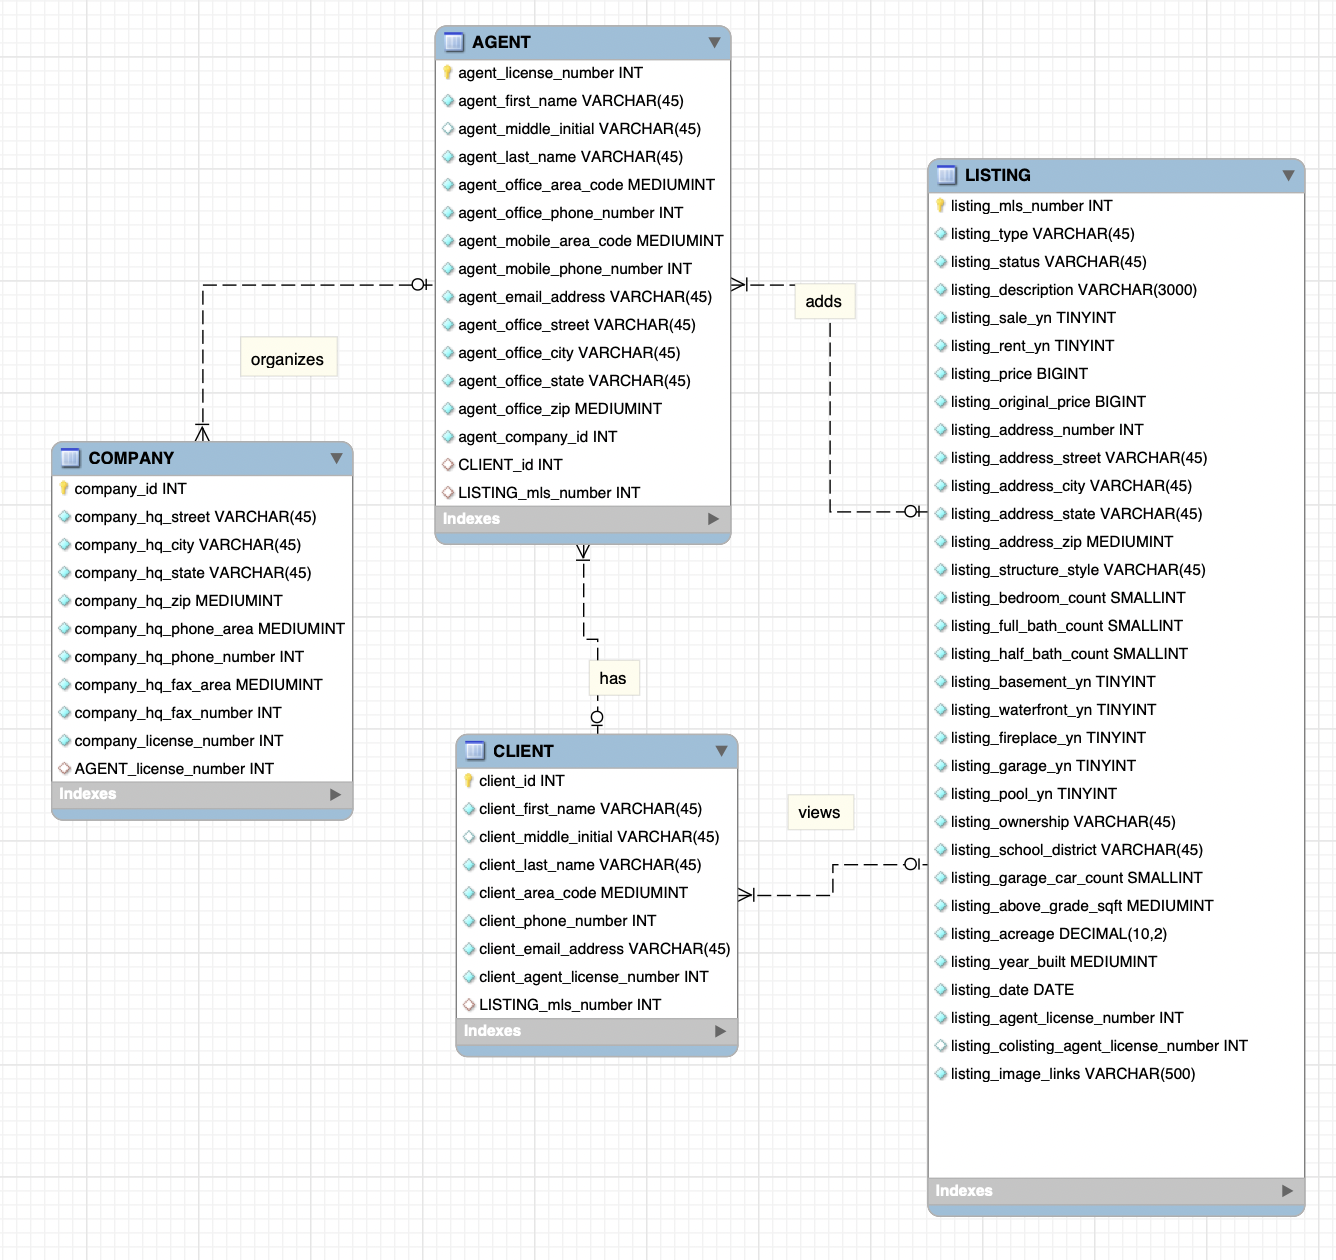 AGENT
agent_license_number INT
agent_first_name VARCHAR(45)
agent_middle_initial VARCHAR(45)
agent_last_name VARCHAR(45)
agent_office_area_code MEDIUMINT
agent_office_phone_number INT
agent_mobile_area_code MEDIUMINT
agent_mobile_phone_number INT
agent_email_address VARCHAR(45)
agent_office_street VARCHAR(45)
agent_office_city VARCHAR(45)
agent_office_state VARCHAR(45)
agent_office_zip MEDIUMINT
agent_company_id INT
CLIENT_id INT
LISTING_mls_number INT
Indexes
adds
organizes
COMPANY
company_id INT
company_hq_street VARCHAR(45)
company_hq_city VARCHAR(45)
company_hq_state VARCHAR(45)
company_hq_zip MEDIUMINT
company_hq_phone_area MEDIUMINT
company_hq_phone_number INT
company_hq_fax_area MEDIUMINT
company_hq_fax_number INT
company_license_number INT
AGENT_license_number INT
Indexes
has
CLIENT
client_id INT
client_first_name VARCHAR(45)
client_middle_initial VARCHAR(45)
client_last_name VARCHAR(45)
client_area_code MEDIUMINT
client_phone_number INT
client_email_address VARCHAR(45)
client_agent_license_number INT
LISTING_mls_number INT
Indexes
views
LISTING
listing_mls_number INT
listing_type VARCHAR(45)
listing_status VARCHAR(45)
listing_description VARCHAR(3000)
listing_sale_yn TINYINT
listing_rent_yn TINYINT
listing_price BIGINT
listing_original_price BIGINT
listing_address_number INT
listing_address_street VARCHAR(45)
listing_address_city VARCHAR(45)
listing_address_state VARCHAR(45)
listing_address_zip MEDIUMINT
listing_structure_style VARCHAR(45)
listing_bedroom_count SMALLINT
listing_full_bath_count SMALLINT
listing_half_bath_count SMALLINT
listing_basement_yn TINYINT
listing_waterfront_yn TINYINT
listing_fireplace_yn TINYINT
listing_garage_yn TINYINT
listing_pool_yn TINYINT
listing_ownership VARCHAR(45)
listing_school_district VARCHAR(45)
listing_garage_car_count SMALLINT
listing_above_grade_sqft MEDIUMINT
listing_acreage DECIMAL(10,2)
listing_year_built MEDIUMINT
listing_date DATE
listing_agent_license_number INT
listing_colisting_agent_license_number INT
listing_image_links VARCHAR(500)
Indexes